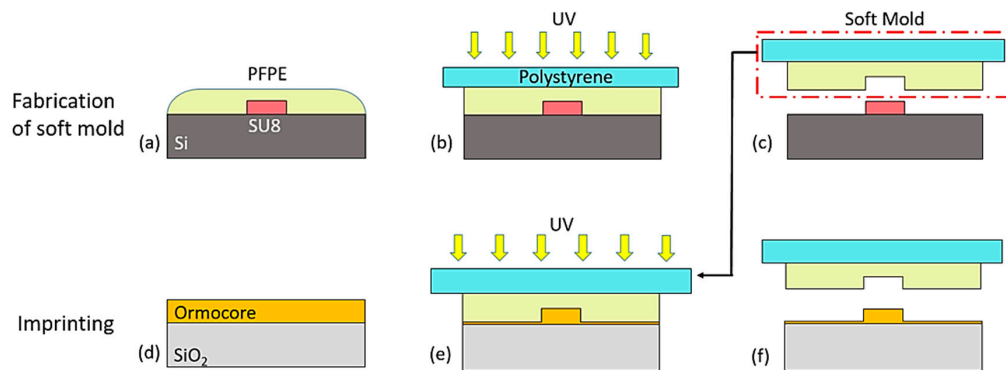 UV
Soft Mold
PFPE
Polystyrene
Fabrication
of soft mold
SU8
Si
(a)
(b)
(c)
UV
Ormocore
Imprinting
SiO₂
(d)
(e)
(f)